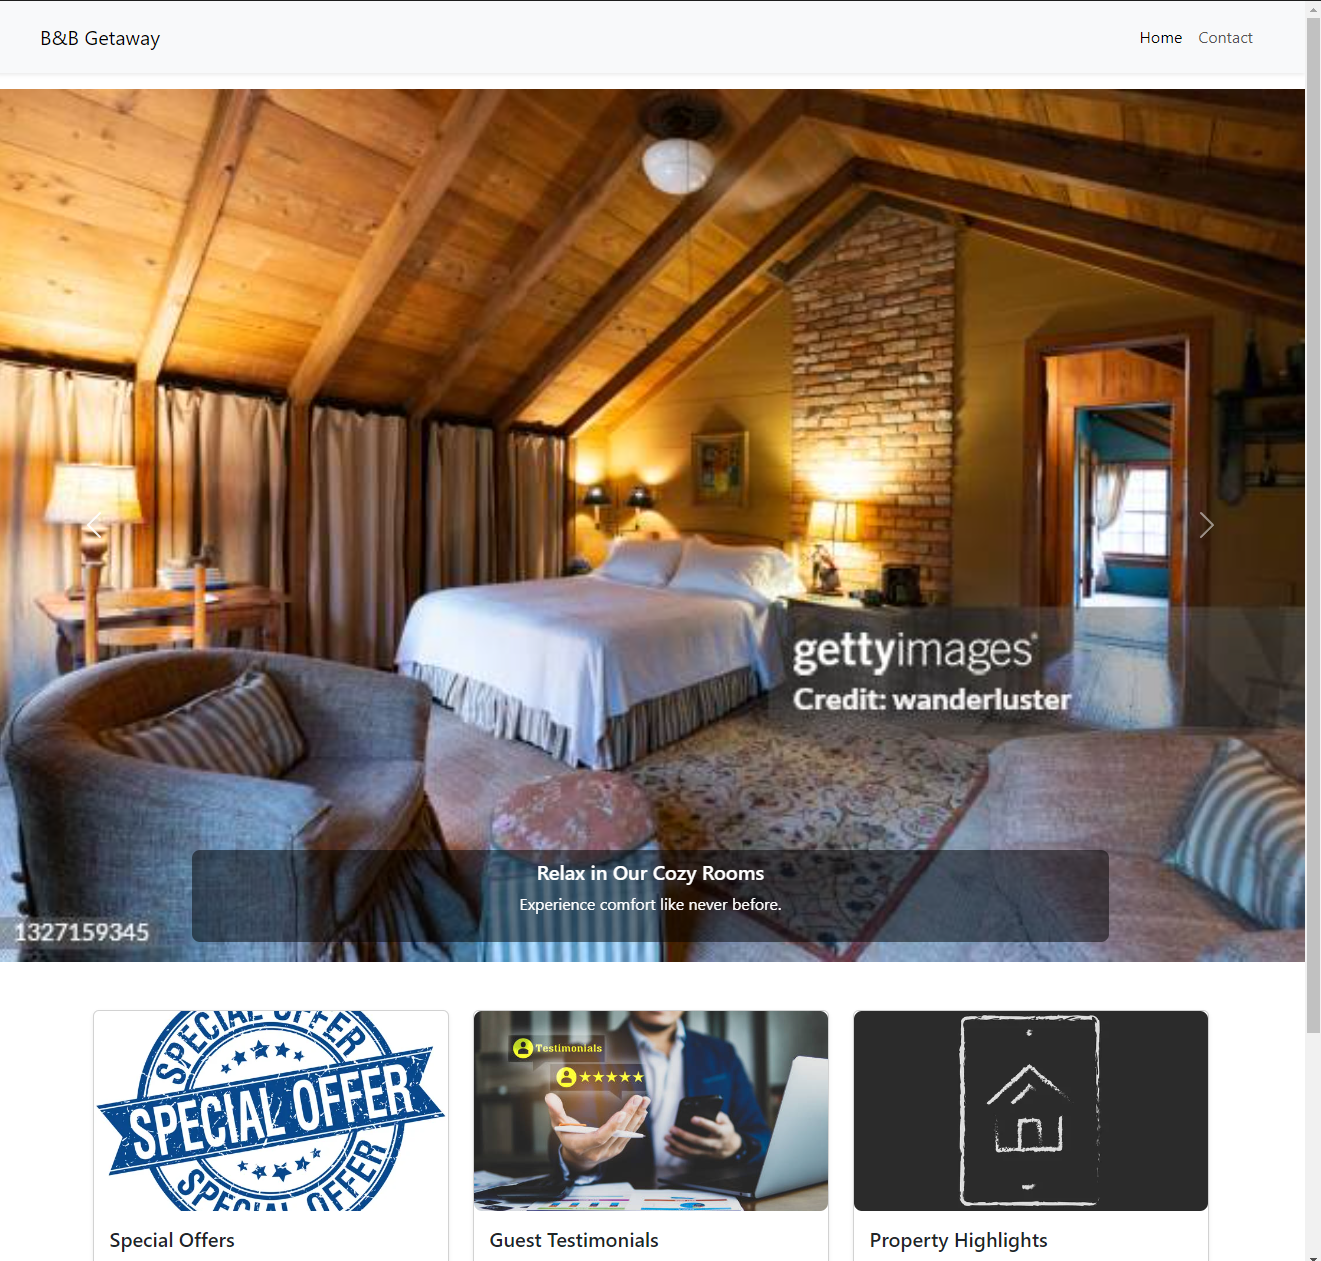 B&B Getaway
Home Contact
gettyimages®
Credit: wanderluster
Relax in Our Cozy Rooms
Experience comfort like never before.
1327159345
SPECIAL OFFER
SPECIAL OFFER
SPECIAL OFFER
Testimonials
Special Offers
Guest Testimonials
Property Highlights